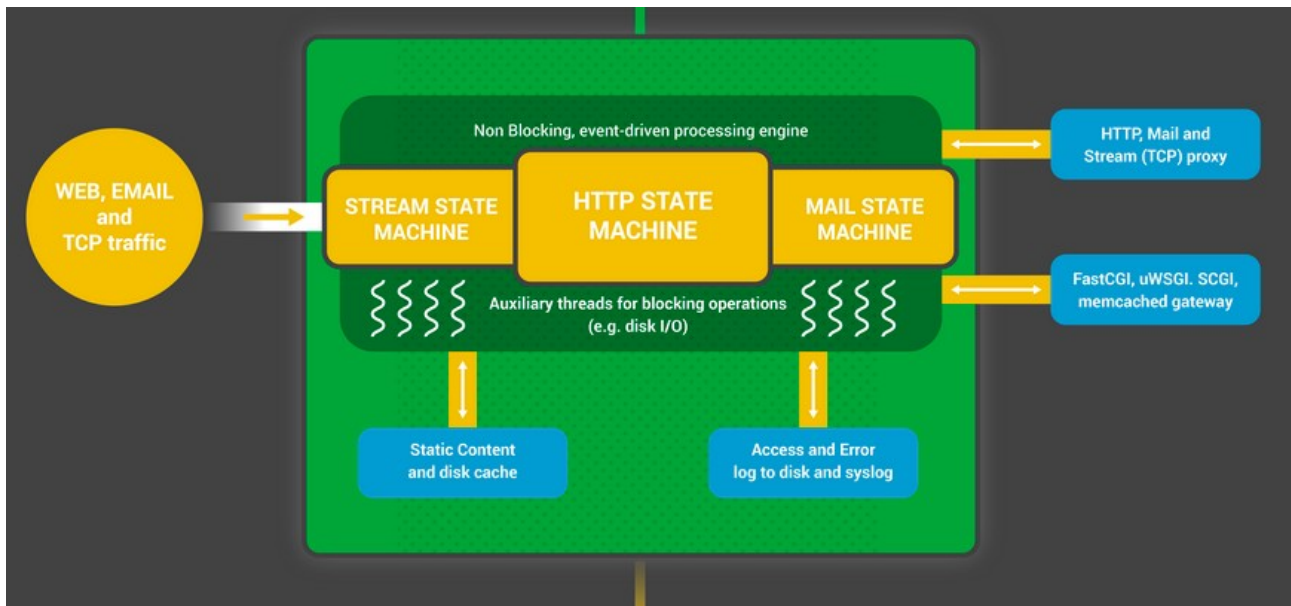 Non Blocking, event-driven processing engine
WEB, EMAIL
and
TCP traffic
STREAM STATE
MACHINE
HTTP STATE
MACHINE
MAIL STATE
MACHINE
HTTP, Mail and
Stream (TCP) proxy
FastCGI, uWSGI. SCGI,
memcached gateway
Auxiliary threads for blocking operations
(e.g. disk I/O)
Static Content
and disk cache
Access and Error
log to disk and syslog